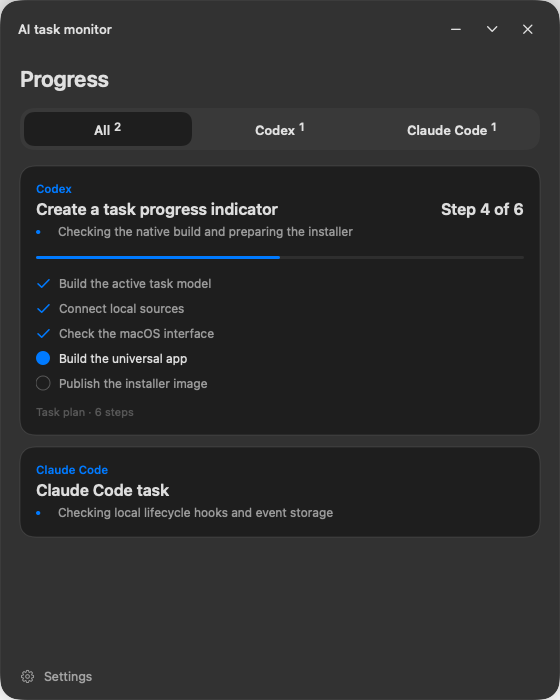 AI task monitor
Progress
All 2
Codex 1
Claude Code 1
Codex
Create a task progress indicator
Step 4 of 6
Checking the native build and preparing the installer
Build the active task model
Connect local sources
Check the macOS interface
Build the universal app
Publish the installer image
Task plan · 6 steps
Claude Code
Claude Code task
Checking local lifecycle hooks and event storage
Settings